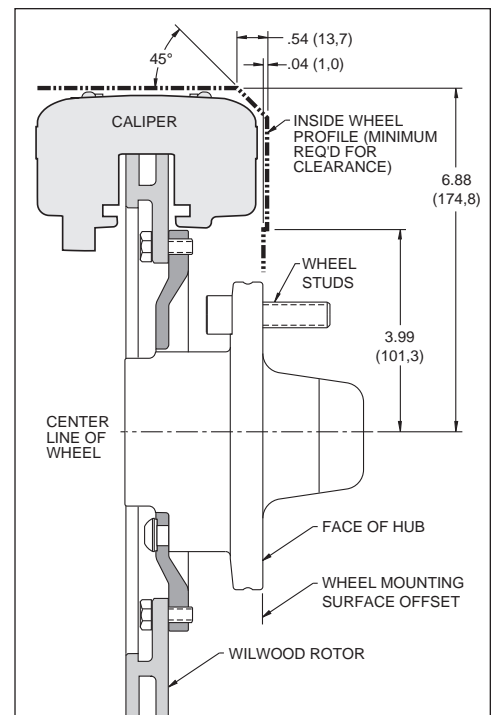 .54 (13,7)
45°
.04 (1,0)
CALIPER
INSIDE WHEEL
PROFILE (MINIMUM
REQ'D FOR
CLEARANCE)
6.88
(174,8)
WHEEL
STUDS
3.99
(101,3)
CENTER
LINE OF
WHEEL
FACE OF HUB
WHEEL MOUNTING
SURFACE OFFSET
WILWOOD ROTOR